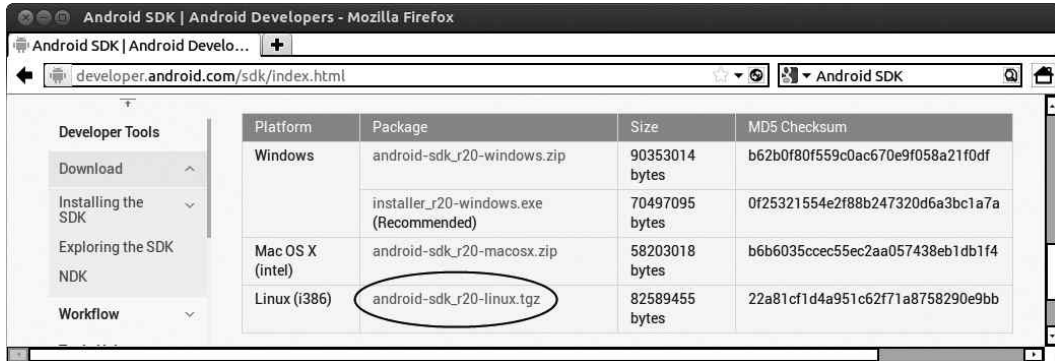 Android SDK | Android Developers - Mozilla Firefox
Android SDK | Android Develo...
developer.android.com/sdk/index.html
Android SDK
Developer Tools
Download
Installing the
SDK
Exploring the SDK
NDK
Workflow
Platform Package Size MD5 Checksum
Windows android-sdk_r20-windows.zip 90353014 b62b0f80f559c0ac670e9f058a21f0df
bytes
installer_r20-windows.exe 70497095 0f25321554e2f88b247320d6a3bc1a7a
(Recommended) bytes
Mac OS X android-sdk_r20-macosx.zip 58203018 b6b6035ccec55ec2aa057438eb1db1f4
(intel) bytes
Linux (i386) android-sdk_r20-linux.tgz 82589455 22a81cf1d4a951c62f71a8758290e9bb
bytes